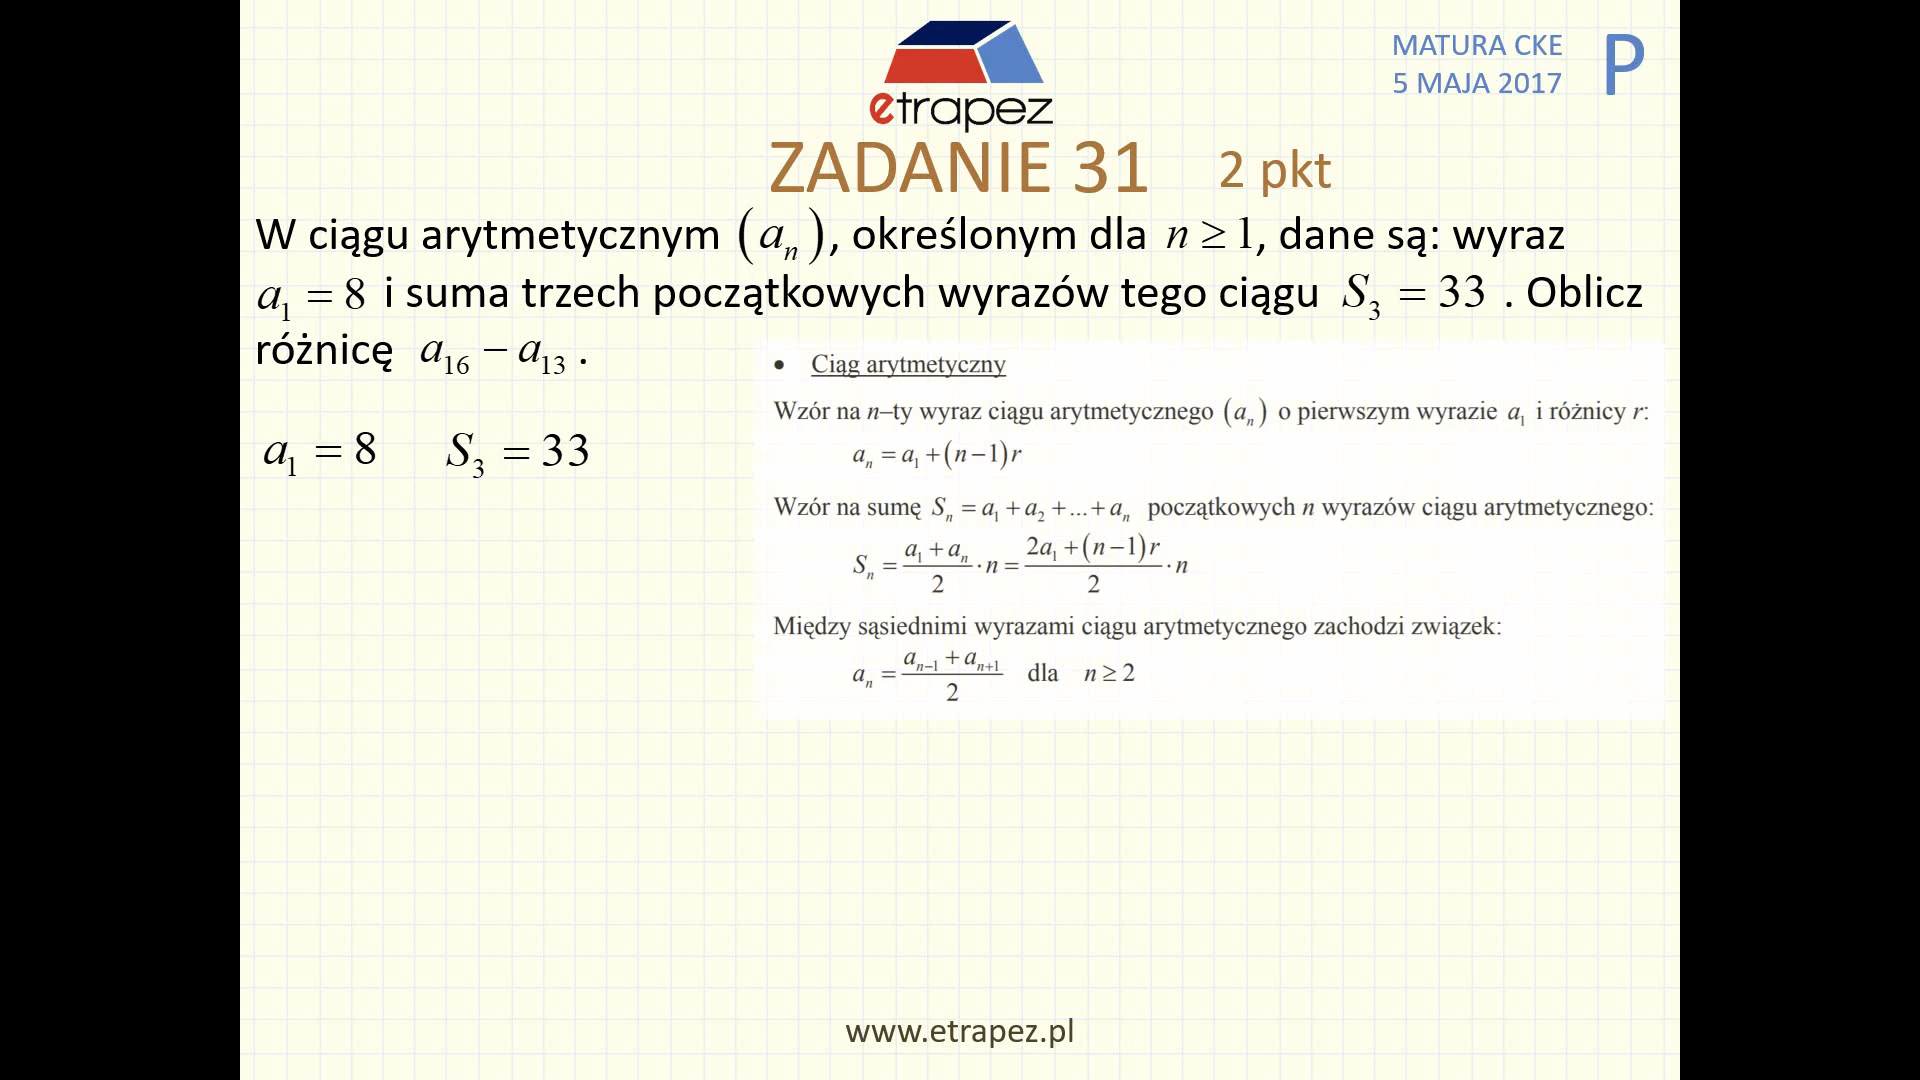 etrapez
MATURA CKE
5 MAJA 2017
P
ZADANIE 31 2 pkt
W ciągu arytmetycznym (aₙ), określonym dla n ≥ 1, dane są: wyraz
a₁ = 8 i suma trzech początkowych wyrazów tego ciągu S₃ = 33 . Oblicz
różnicę a₁₆ − a₁₃ .
a₁ = 8 S₃ = 33
• Ciąg arytmetyczny
Wzór na n–ty wyraz ciągu arytmetycznego (aₙ) o pierwszym wyrazie a₁ i różnicy r:
aₙ = a₁ + (n − 1)r
Wzór na sumę Sₙ = a₁ + a₂ + ... + aₙ początkowych n wyrazów ciągu arytmetycznego:
Sₙ = (a₁ + aₙ)/2 · n = (2a₁ + (n − 1)r)/2 · n
Między sąsiednimi wyrazami ciągu arytmetycznego zachodzi związek:
aₙ = (aₙ₋₁ + aₙ₊₁)/2 dla n ≥ 2
www.etrapez.pl